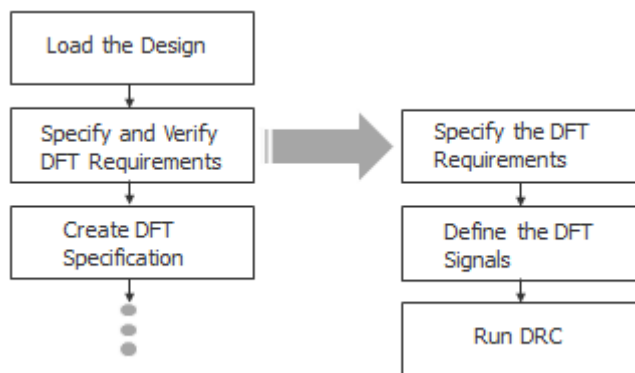 Load the Design
Specify and Verify
DFT Requirements
Create DFT
Specification
Specify the DFT
Requirements
Define the DFT
Signals
Run DRC